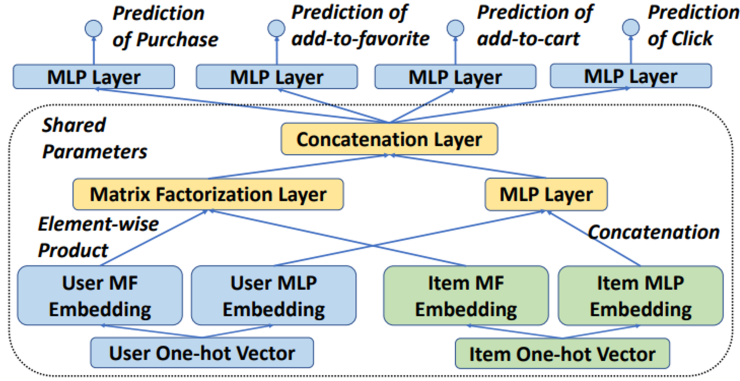 Prediction of Purchase
Prediction of add-to-favorite
Prediction of add-to-cart
Prediction of Click
MLP Layer
MLP Layer
MLP Layer
MLP Layer
Shared
Parameters
Concatenation Layer
Matrix Factorization Layer
MLP Layer
Element-wise
Product
Concatenation
User MF
Embedding
User MLP
Embedding
Item MF
Embedding
Item MLP
Embedding
User One-hot Vector
Item One-hot Vector